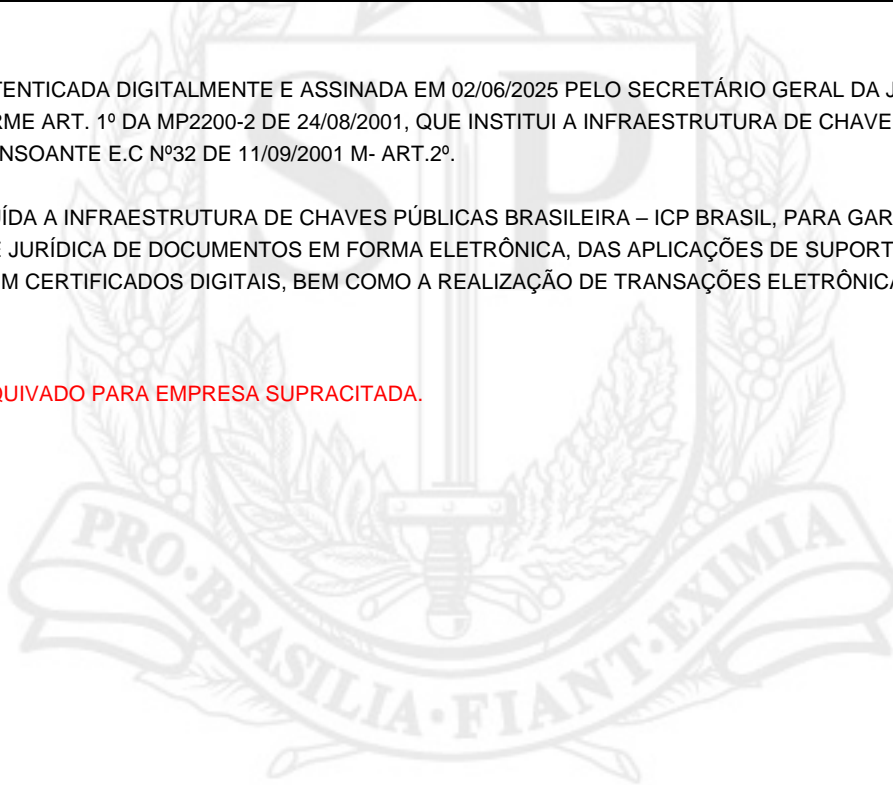 TENTICADA DIGITALMENTE E ASSINADA EM 02/06/2025 PELO SECRETÁRIO GERAL DA J
RME ART. 1º DA MP2200-2 DE 24/08/2001, QUE INSTITUI A INFRAESTRUTURA DE CHAVE
NSOANTE E.C Nº32 DE 11/09/2001 M- ART.2º.
ÍDA A INFRAESTRUTURA DE CHAVES PÚBLICAS BRASILEIRA – ICP BRASIL, PARA GAR
E JURÍDICA DE DOCUMENTOS EM FORMA ELETRÔNICA, DAS APLICAÇÕES DE SUPORT
M CERTIFICADOS DIGITAIS, BEM COMO A REALIZAÇÃO DE TRANSAÇÕES ELETRÔNICA
QUIVADO PARA EMPRESA SUPRACITADA.
SP
PRO·BRASILIA·FIANT·EXIMIA